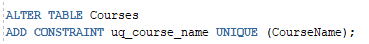 ALTER TABLE Courses
ADD CONSTRAINT uq_course_name UNIQUE (CourseName);